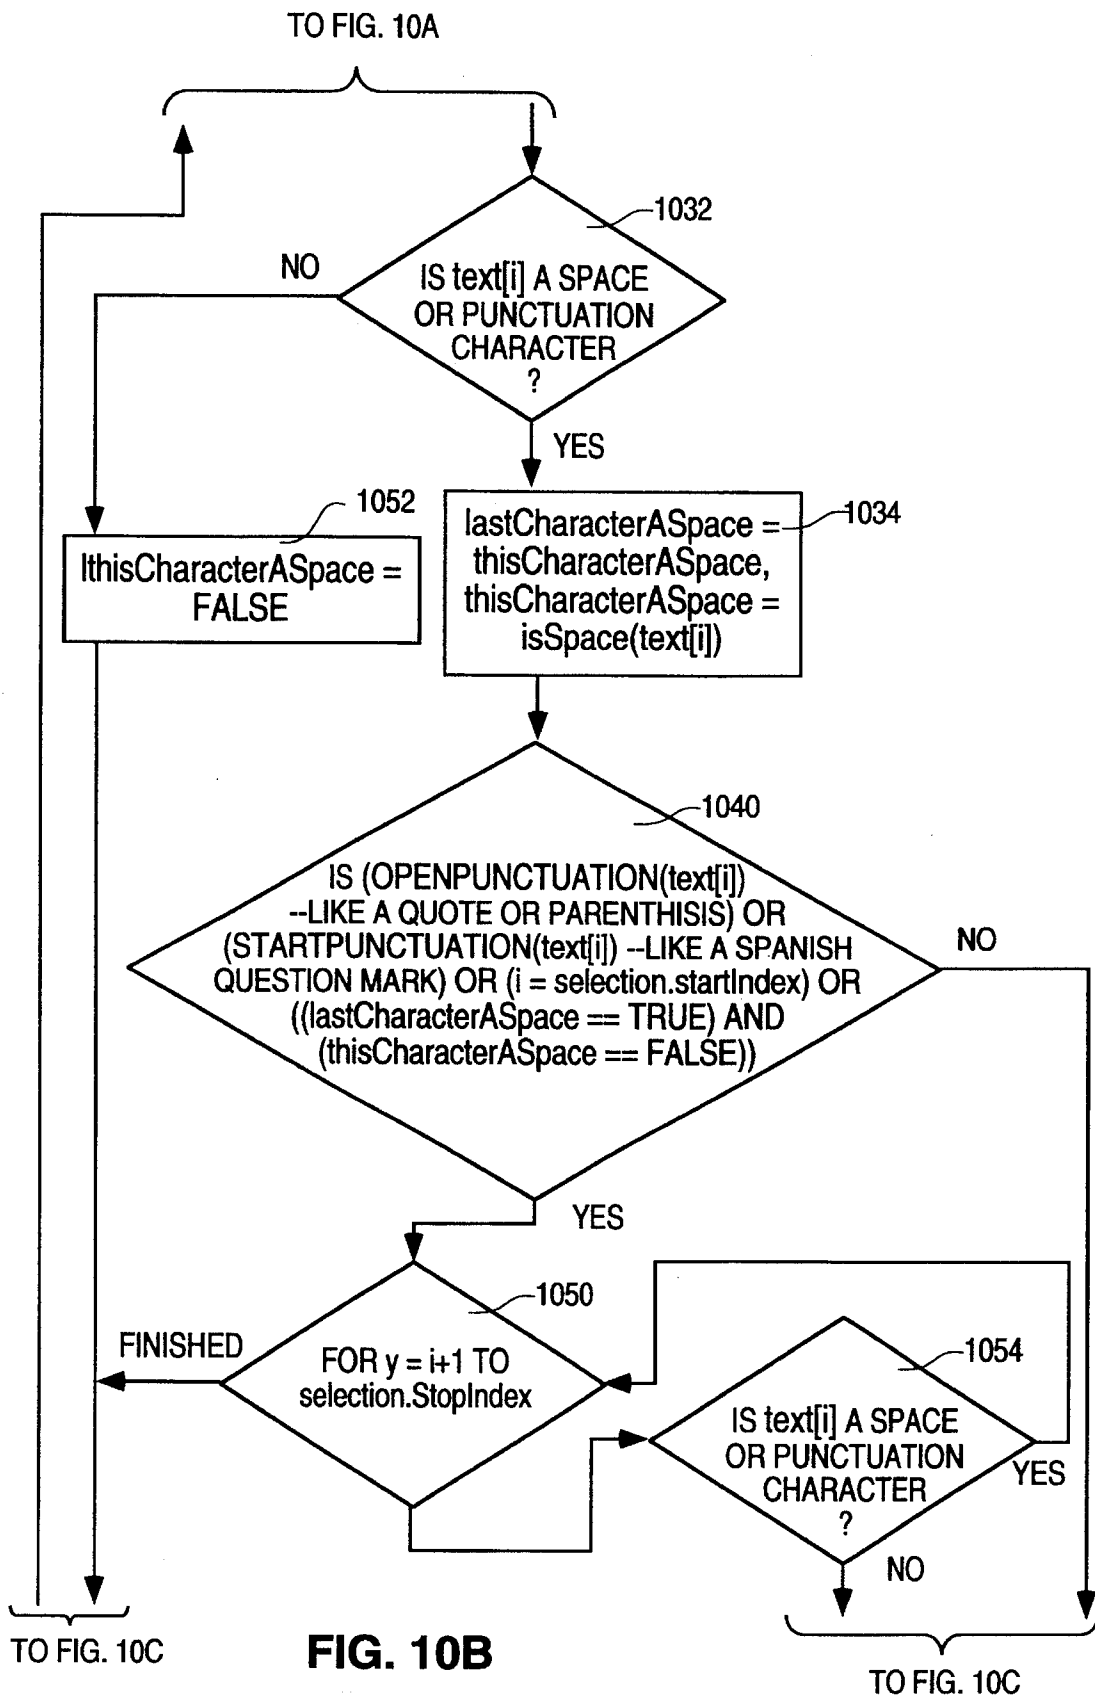 TO FIG. 10A
1032
NO
IS text[i] A SPACE
OR PUNCTUATION
CHARACTER
?
YES
1052
lthisCharacterASpace =
FALSE
1034
lastCharacterASpace =
thisCharacterASpace,
thisCharacterASpace =
isSpace(text[i])
1040
IS (OPENPUNCTUATION(text[i])
--LIKE A QUOTE OR PARENTHISIS) OR
(STARTPUNCTUATION(text[i]) --LIKE A SPANISH
QUESTION MARK) OR (i = selection.startIndex) OR
((lastCharacterASpace == TRUE) AND
(thisCharacterASpace == FALSE))
NO
YES
1050
FINISHED
FOR y = i+1 TO
selection.StopIndex
1054
IS text[i] A SPACE
OR PUNCTUATION
CHARACTER
?
YES
NO
TO FIG. 10C
FIG. 10B
TO FIG. 10C